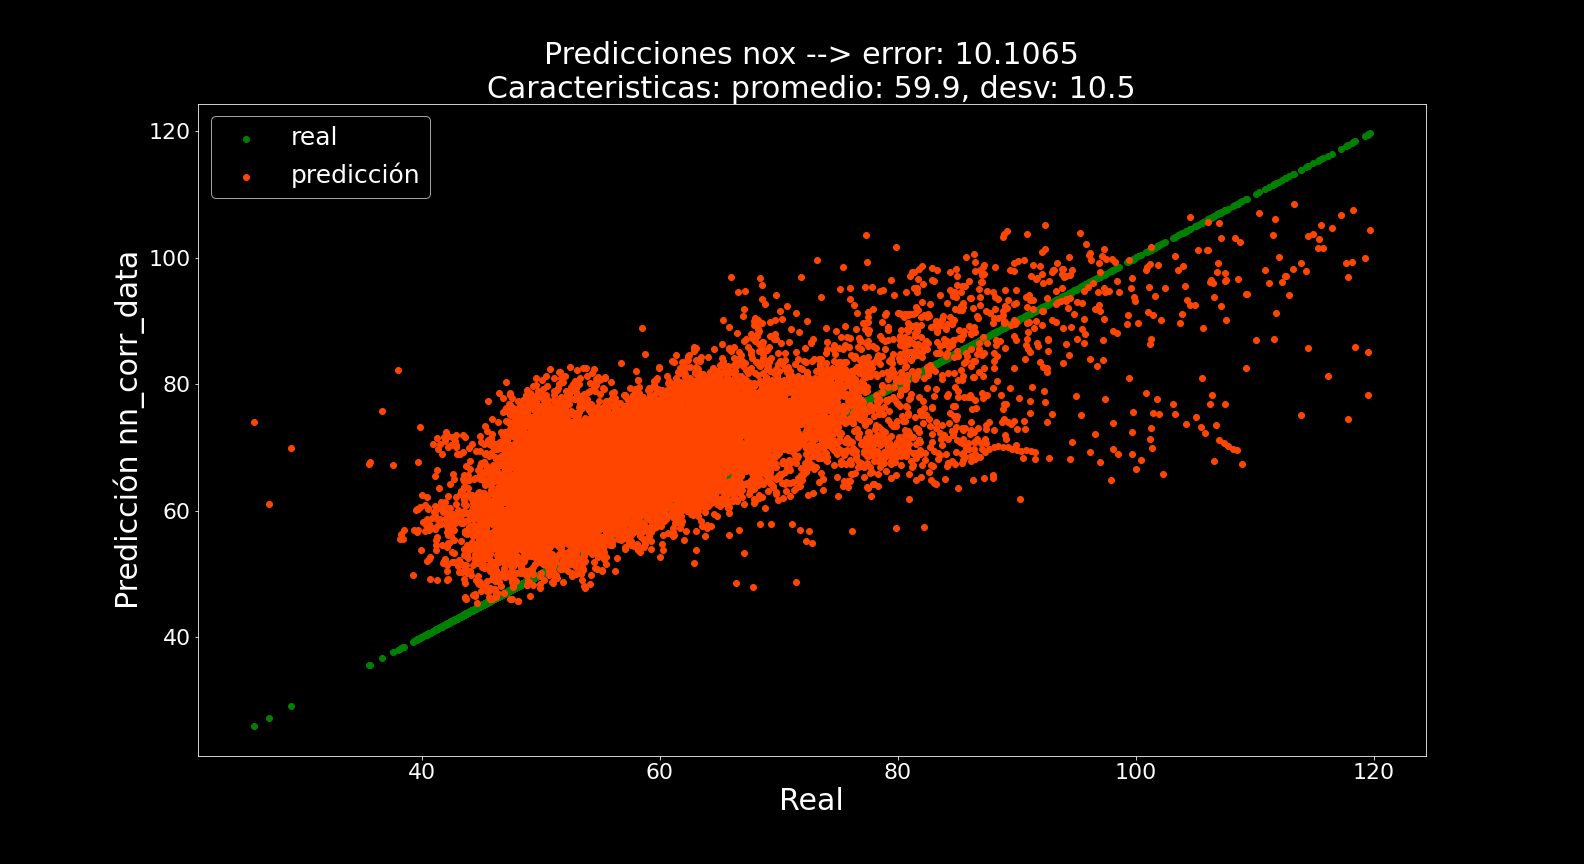 Predicciones nox --> error: 10.1065
Caracteristicas: promedio: 59.9, desv: 10.5
real
predicción
120
100
80
60
40
Predicción nn_corr_data
40
60
80
100
120
Real